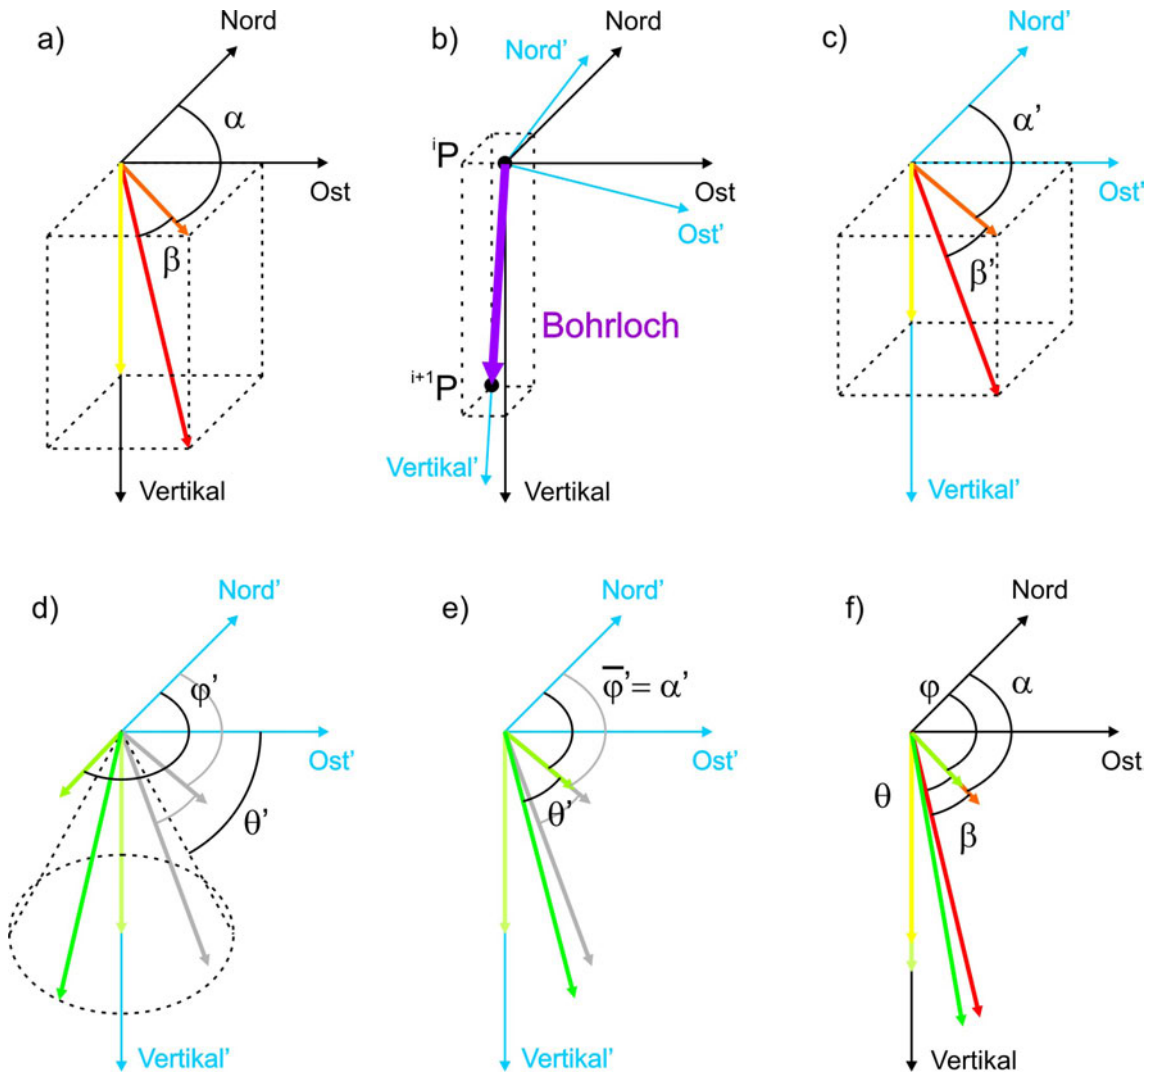 a)
Nord
α
Ost
β
Vertikal
b)
Nord
Nord’
ⁱP
Ost
Ost’
Bohrloch
ⁱ⁺¹P
Vertikal’
Vertikal
c)
Nord’
α’
Ost’
β’
Vertikal’
d)
Nord’
φ’
Ost’
θ’
Vertikal’
e)
Nord’
φ̅’= α’
Ost’
θ’
Vertikal’
f)
Nord
φ
α
Ost
θ
β
Vertikal